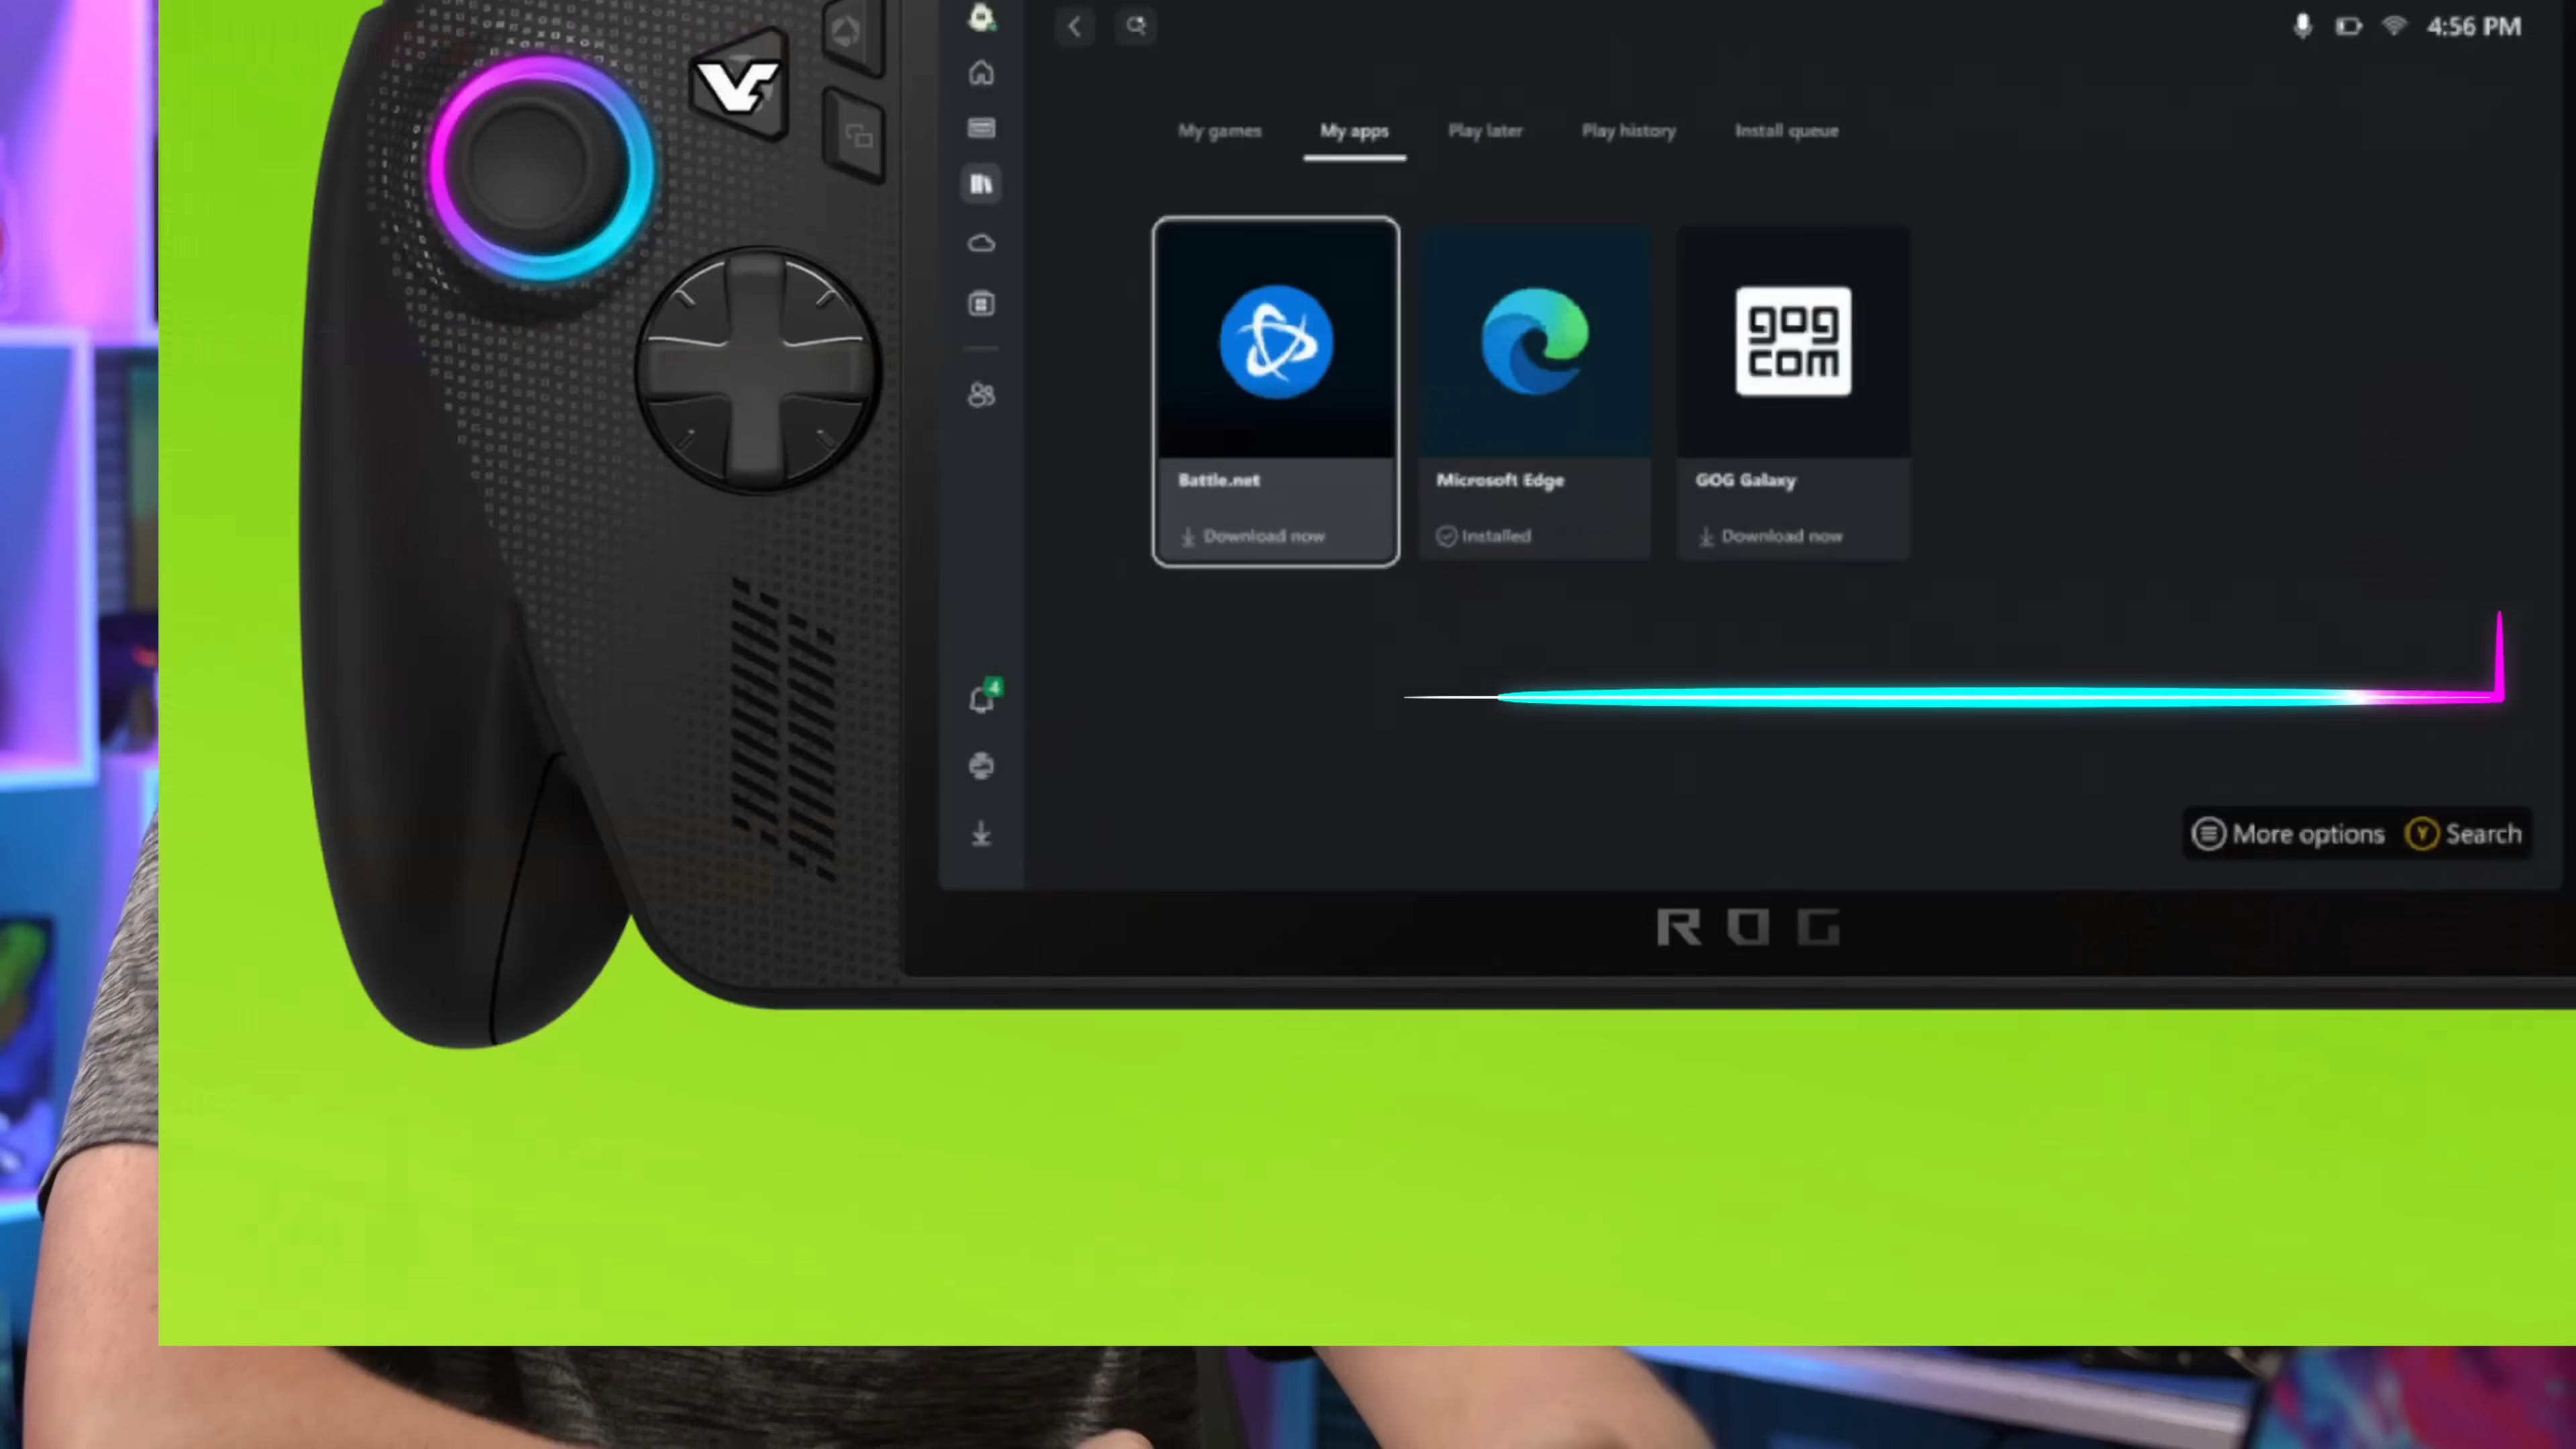 4:56 PM
My games My apps Play later Play history Install queue
gog
com
Battle.net Microsoft Edge GOG Galaxy
Download now Installed Download now
4
More options Y Search
ROG